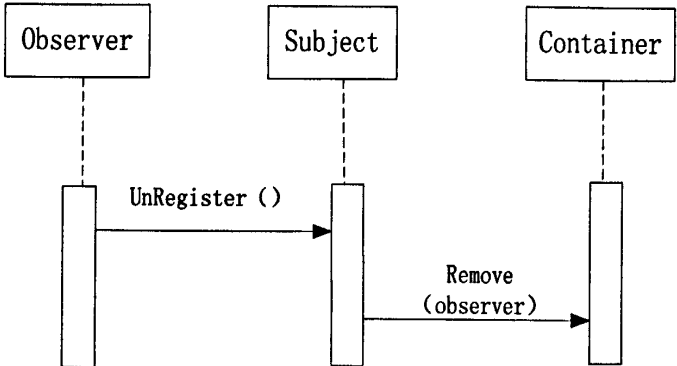 Observer
Subject
Container
UnRegister ()
Remove
(observer)